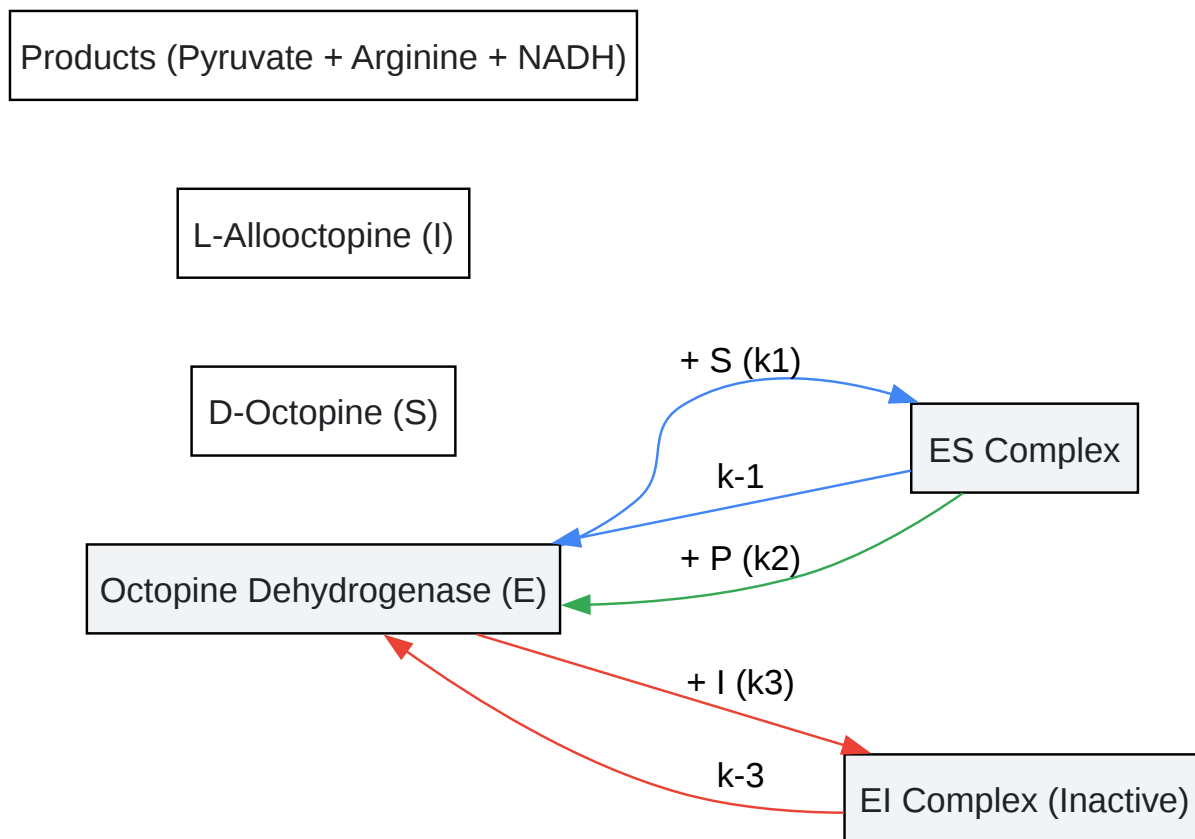 Products (Pyruvate + Arginine + NADH)
L-Allooctopine (I)
D-Octopine (S)
+ S (k1)
ES Complex
k-1
+ P (k2)
Octopine Dehydrogenase (E)
+ I (k3)
k-3
EI Complex (Inactive)